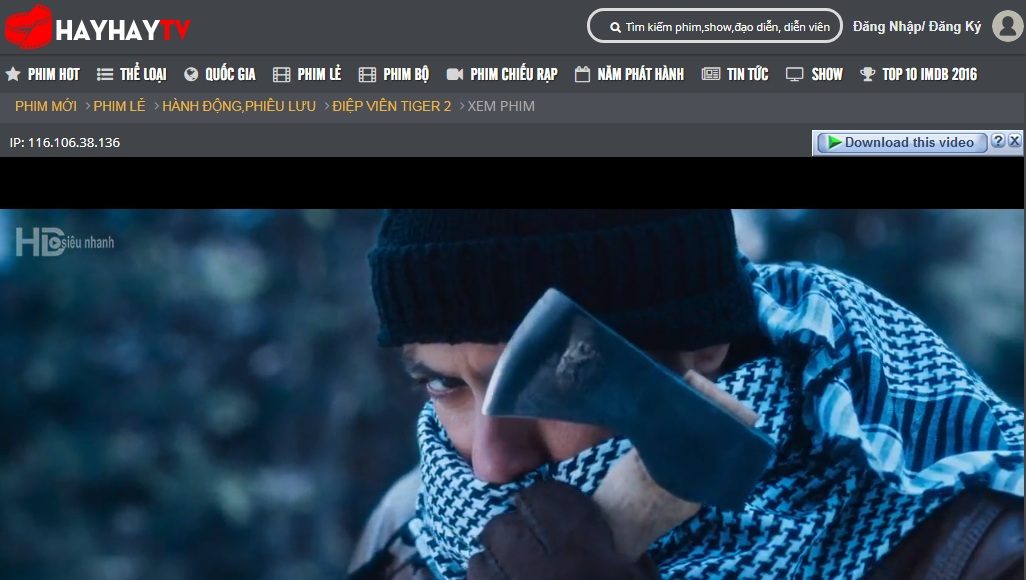 HAYHAYTV
Tìm kiếm phim,show,đạo diễn, diễn viên
Đăng Nhập/ Đăng Ký
PHIM HOT THỂ LOẠI QUỐC GIA PHIM LẺ PHIM BỘ PHIM CHIẾU RẠP NĂM PHÁT HÀNH TIN TỨC SHOW TOP 10 IMDB 2016
PHIM MỚI > PHIM LẺ > HÀNH ĐỘNG,PHIÊU LƯU > ĐIỆP VIÊN TIGER 2 > XEM PHIM
IP: 116.106.38.136
Download this video ? X
HD siêu nhanh